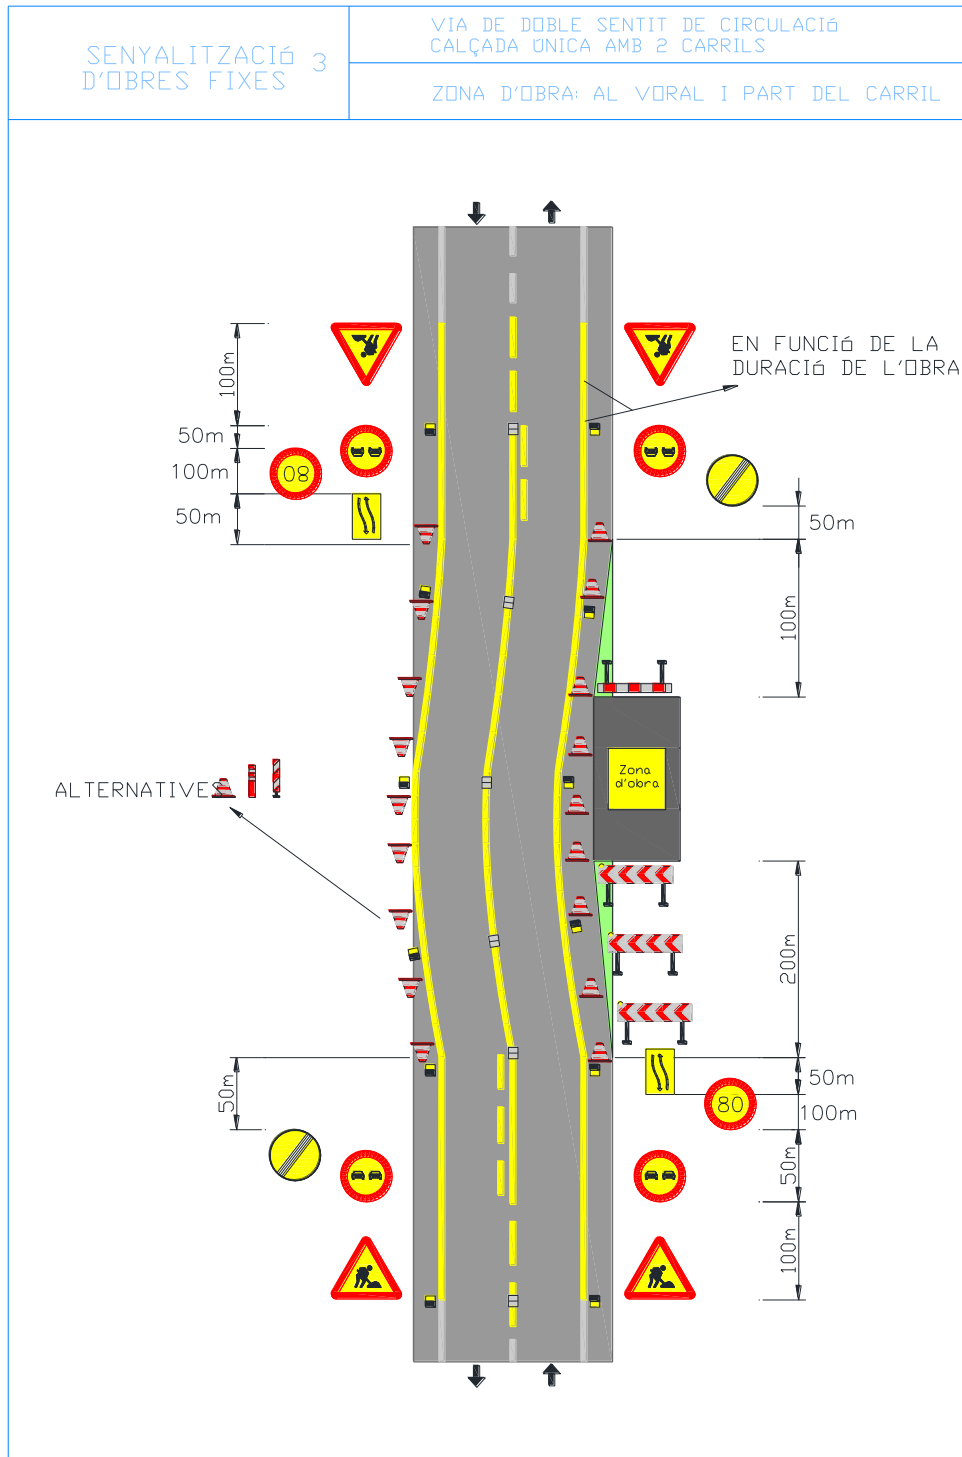 SENYALITZACIó 3
D'OBRES FIXES
VIA DE DOBLE SENTIT DE CIRCULACIó
CALÇADA ÚNICA AMB 2 CARRILS
ZONA D'OBRA: AL VORAL I PART DEL CARRIL
EN FUNCIó DE LA
DURACIó DE L'OBRA
100m
50m
100m
50m
80
50m
100m
Zona
d'obra
ALTERNATIVES
200m
50m
80
100m
50m
50m
100m